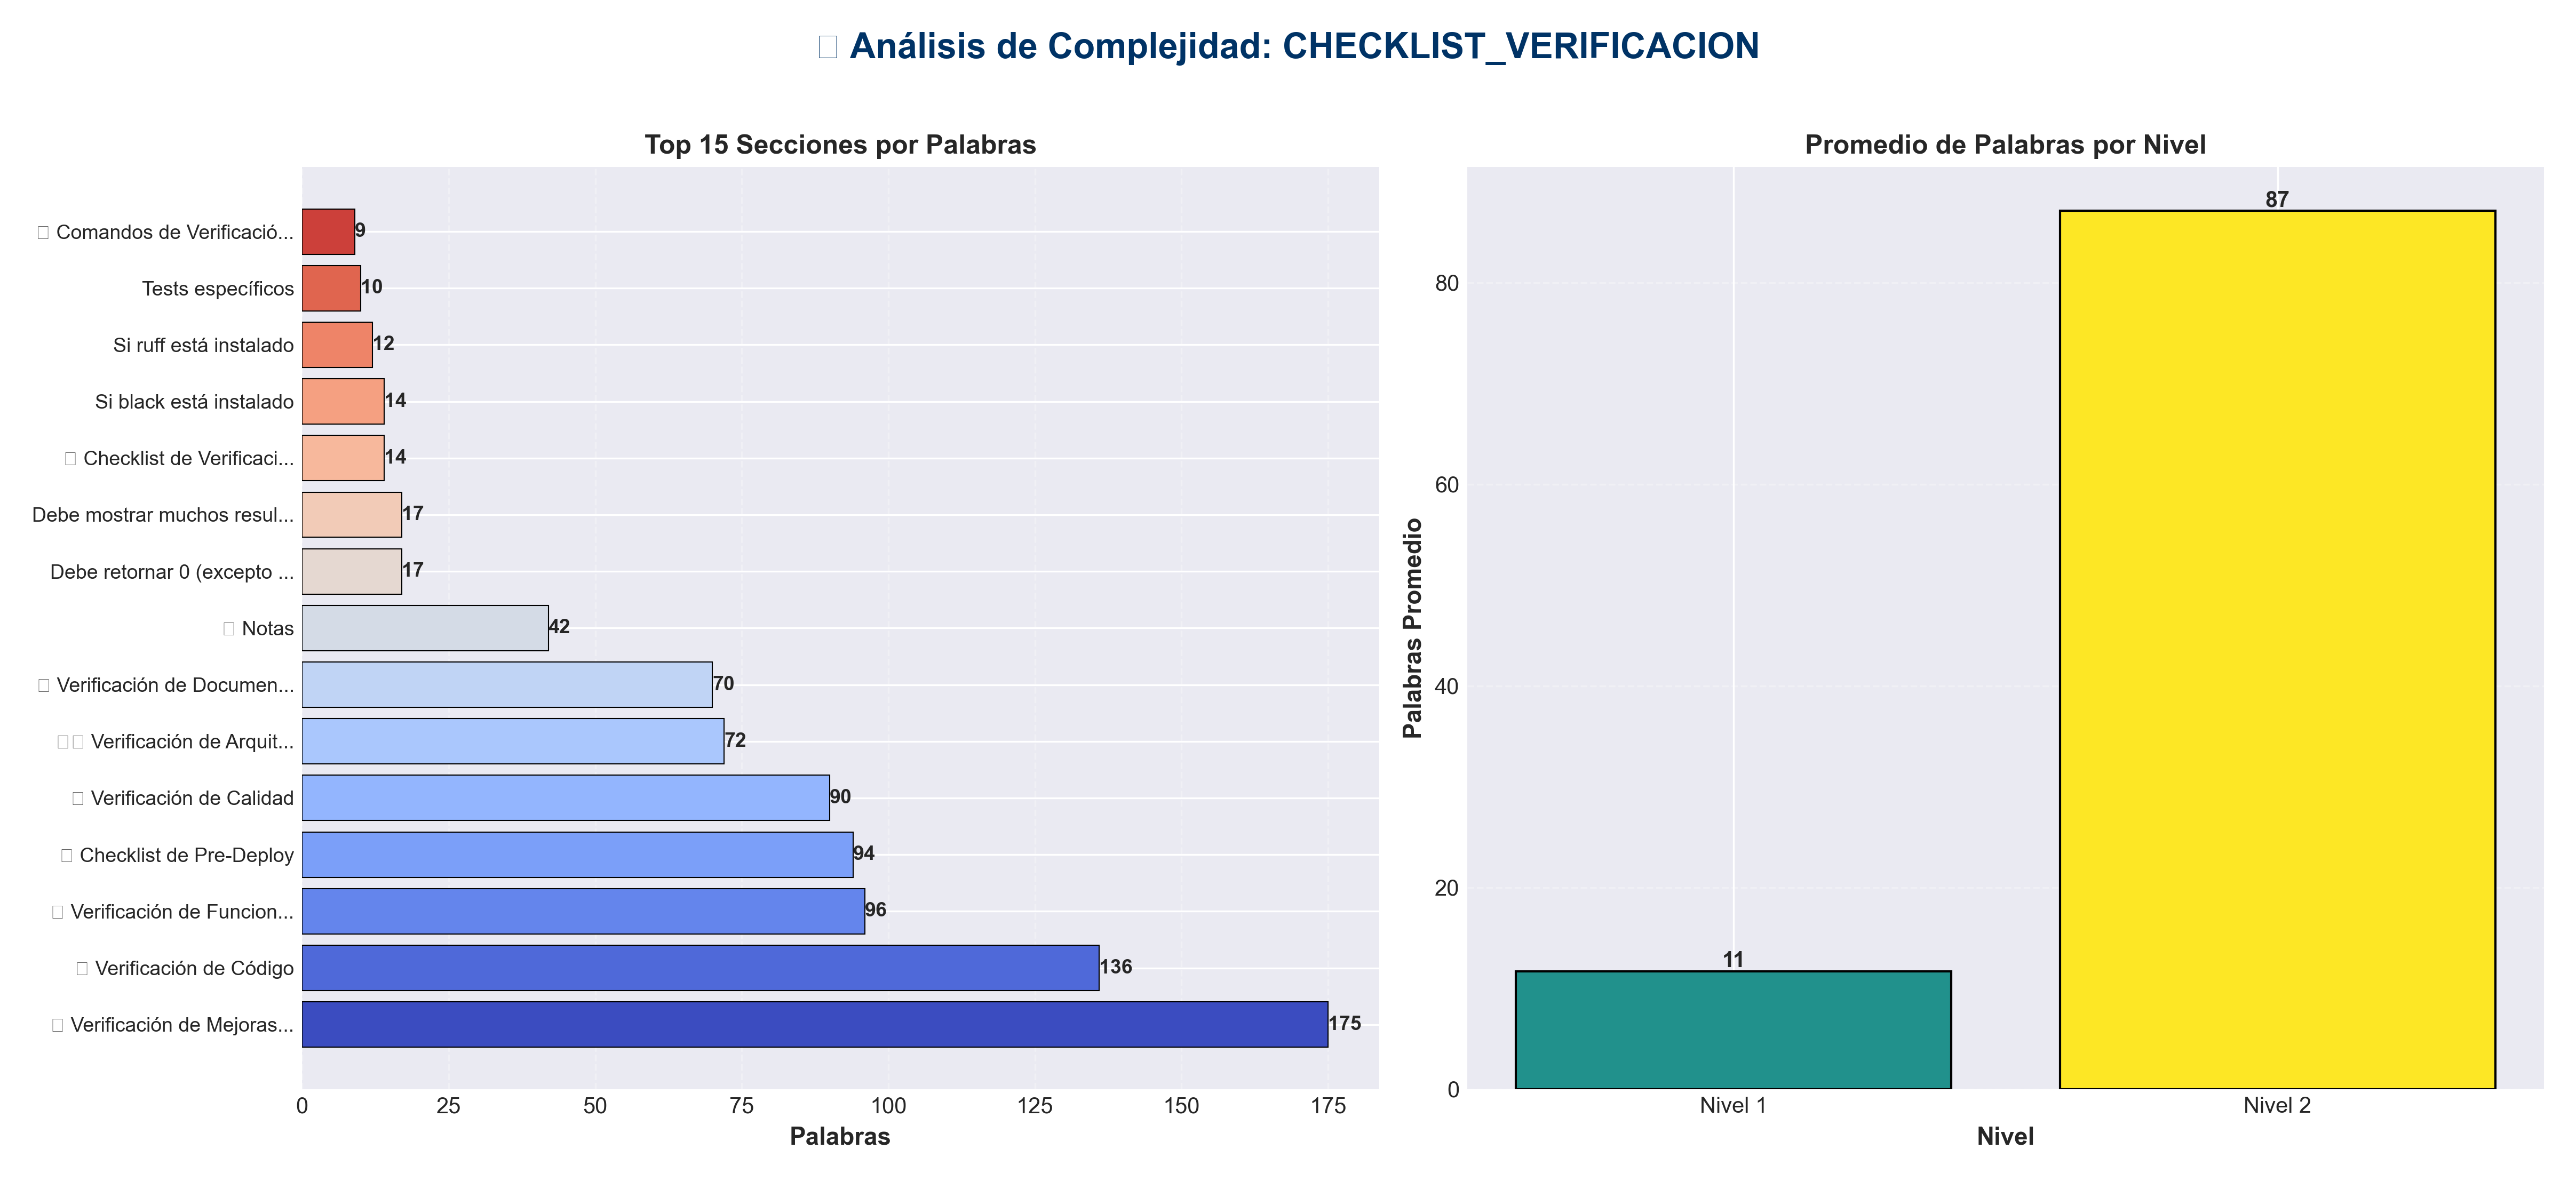 Análisis de Complejidad: CHECKLIST_VERIFICACION
Top 15 Secciones por Palabras
Comandos de Verificació...
9
Tests específicos
10
Si ruff está instalado
12
Si black está instalado
14
Checklist de Verificaci...
14
Debe mostrar muchos resul...
17
Debe retornar 0 (excepto ...
17
Notas
42
Verificación de Documen...
70
Verificación de Arquit...
72
Verificación de Calidad
90
Checklist de Pre-Deploy
94
Verificación de Funcion...
96
Verificación de Código
136
Verificación de Mejoras...
175
0 25 50 75 100 125 150 175
Palabras
Promedio de Palabras por Nivel
Palabras Promedio
80
60
40
20
0
11
87
Nivel 1 Nivel 2
Nivel